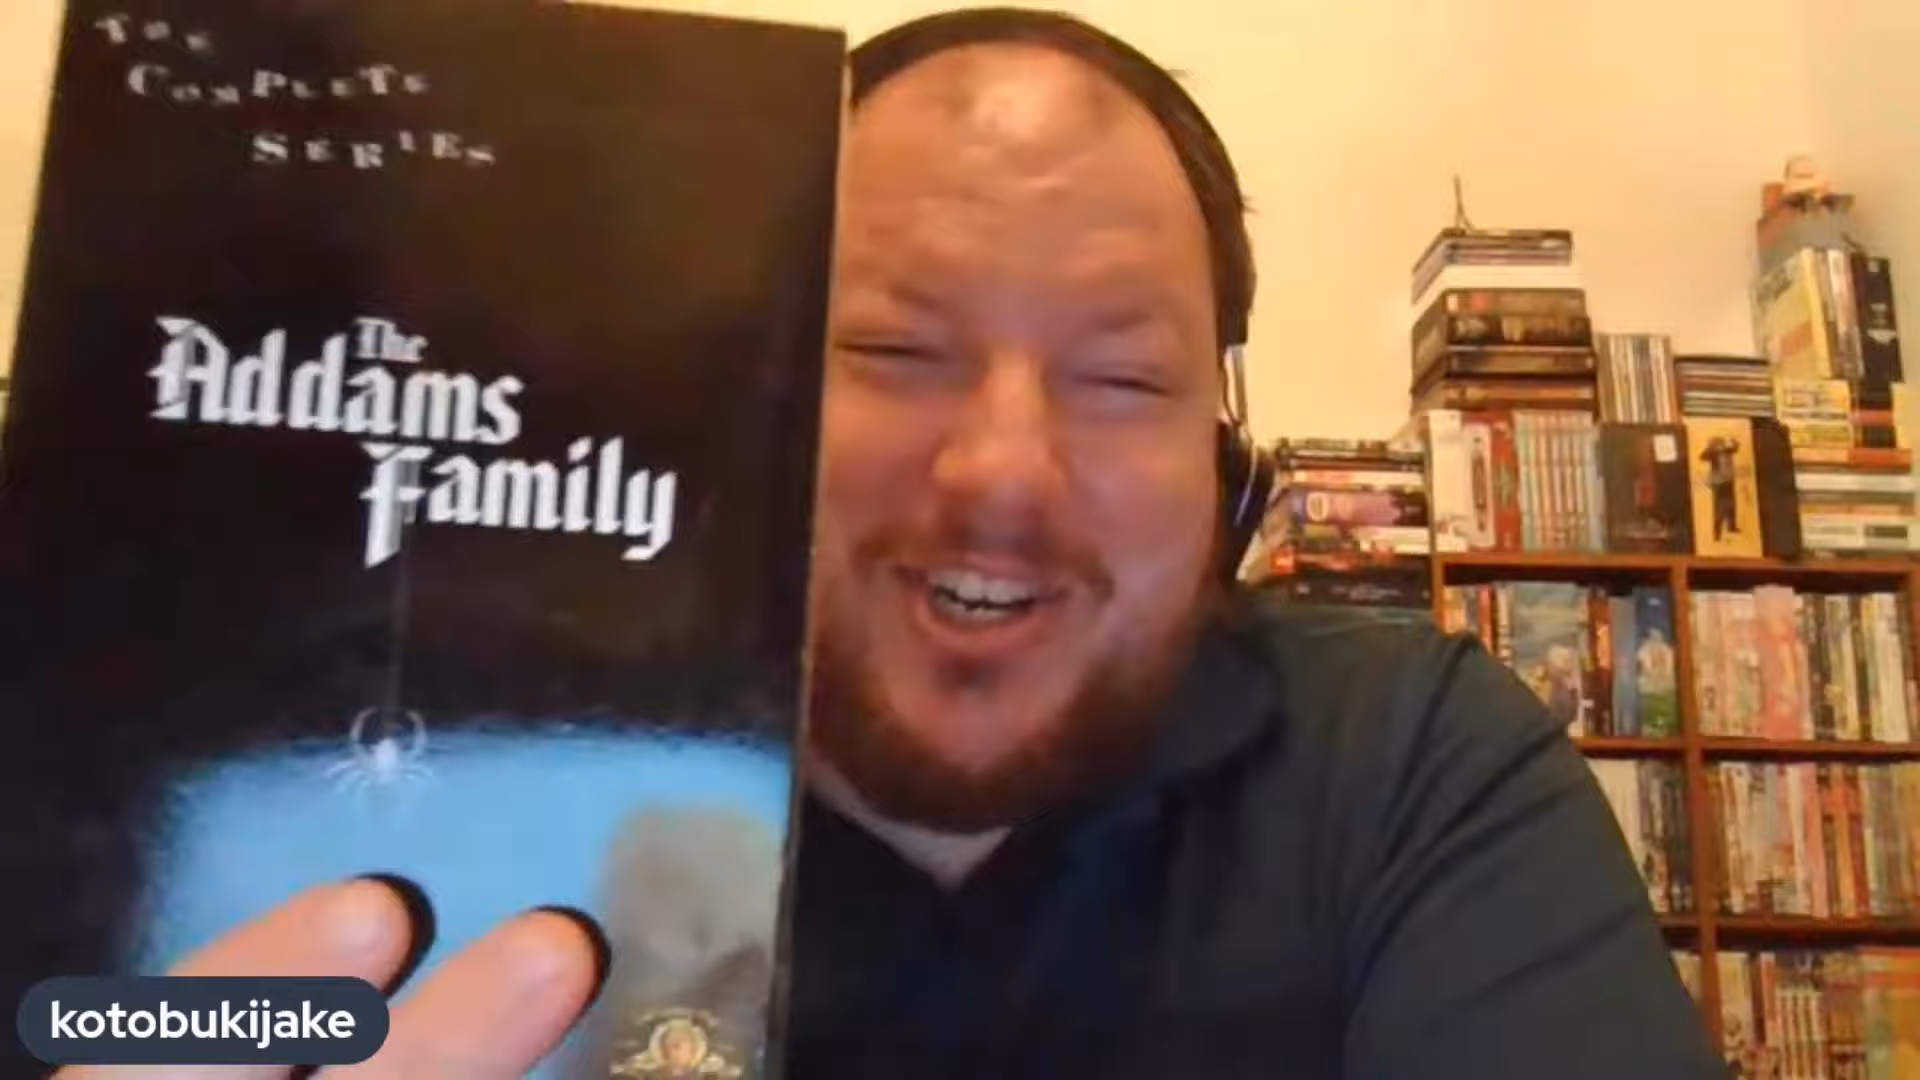 THE
COMPLETE
SERIES
The
Addams
Family
kotobukijake